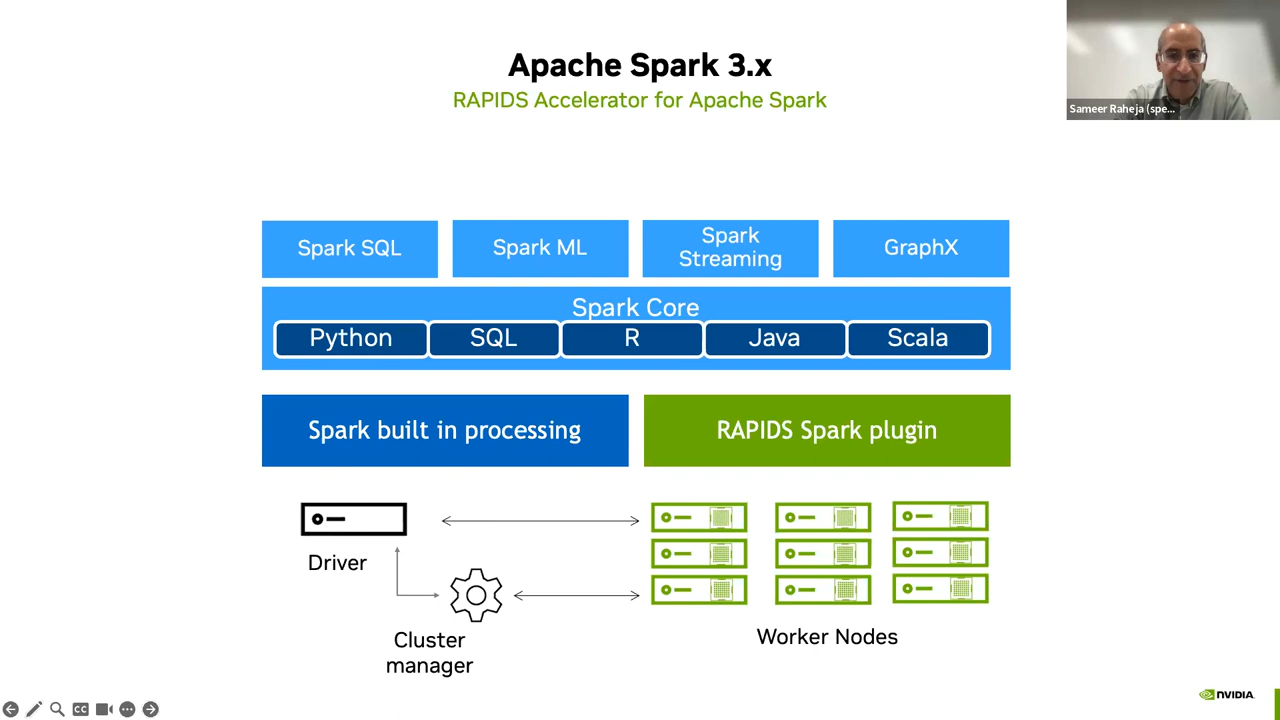 Apache Spark 3.x
RAPIDS Accelerator for Apache Spark
Sameer Raheja (spe...
Spark SQL
Spark ML
Spark
Streaming
GraphX
Spark Core
Python
SQL
R
Java
Scala
Spark built in processing
RAPIDS Spark plugin
Driver
Cluster
manager
Worker Nodes
CC
NVIDIA.